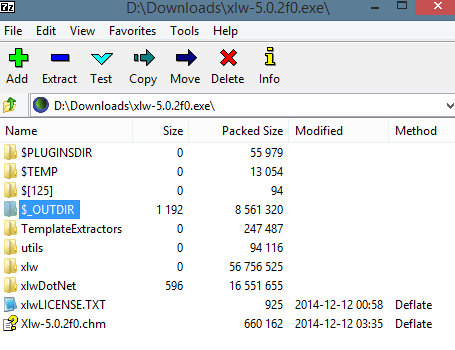 7z D:\Downloads\xlw-5.0.2f0.exe\
File Edit View Favorites Tools Help
Add Extract Test Copy Move Delete Info
D:\Downloads\xlw-5.0.2f0.exe\
Name Size Packed Size Modified Method
$PLUGINSDIR 0 55 979
$TEMP 0 13 054
$[125] 0 94
$_OUTDIR 1 192 8 561 320
TemplateExtractors 0 247 487
utils 0 94 116
xlw 0 56 756 525
xlwDotNet 596 16 551 655
xlwLICENSE.TXT 925 2014-12-12 00:58 Deflate
Xlw-5.0.2f0.chm 660 162 2014-12-12 03:35 Deflate